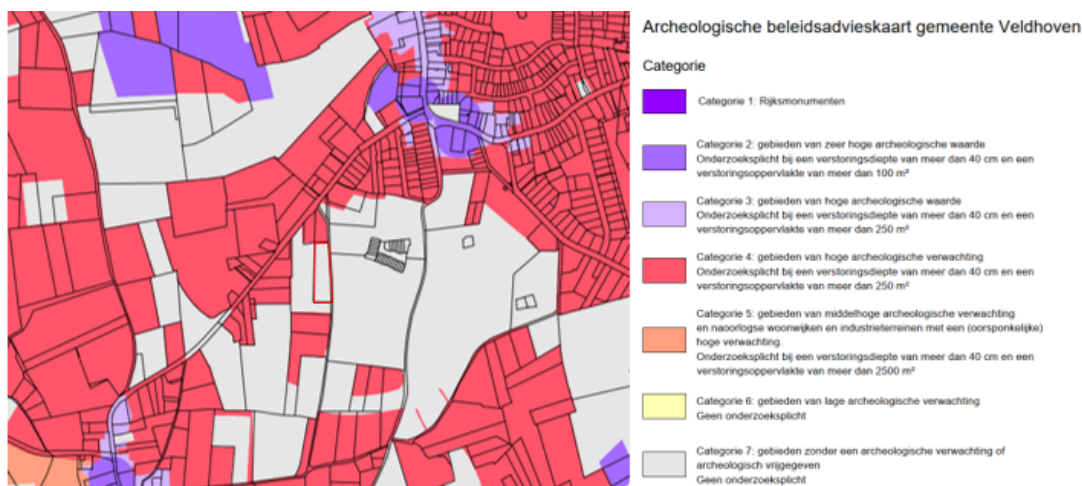 Archeologische beleidsadvieskaart gemeente Veldhoven
Categorie
Categorie 1: Rijksmonumenten
Categorie 2: gebieden van zeer hoge archeologische waarde
Onderzoeksplicht bij een verstoringsdiepte van meer dan 40 cm en een
verstoringsoppervlakte van meer dan 100 m²
Categorie 3: gebieden van hoge archeologische waarde
Onderzoeksplicht bij een verstoringsdiepte van meer dan 40 cm en een
verstoringsoppervlakte van meer dan 250 m²
Categorie 4: gebieden van hoge archeologische verwachting
Onderzoeksplicht bij een verstoringsdiepte van meer dan 40 cm en een
verstoringsoppervlakte van meer dan 250 m²
Categorie 5: gebieden van middelhoge archeologische verwachting
en naoorlogse woonwijken en industrieterreinen met een (oorsponkelijke)
hoge verwachting.
Onderzoeksplicht bij een verstoringsdiepte van meer dan 40 cm en een
verstoringsoppervlakte van meer dan 2500 m²
Categorie 6: gebieden van lage archeologische verwachting
Geen onderzoeksplicht
Categorie 7: gebieden zonder een archeologische verwachting of
archeologisch vrijgegeven
Geen onderzoeksplicht